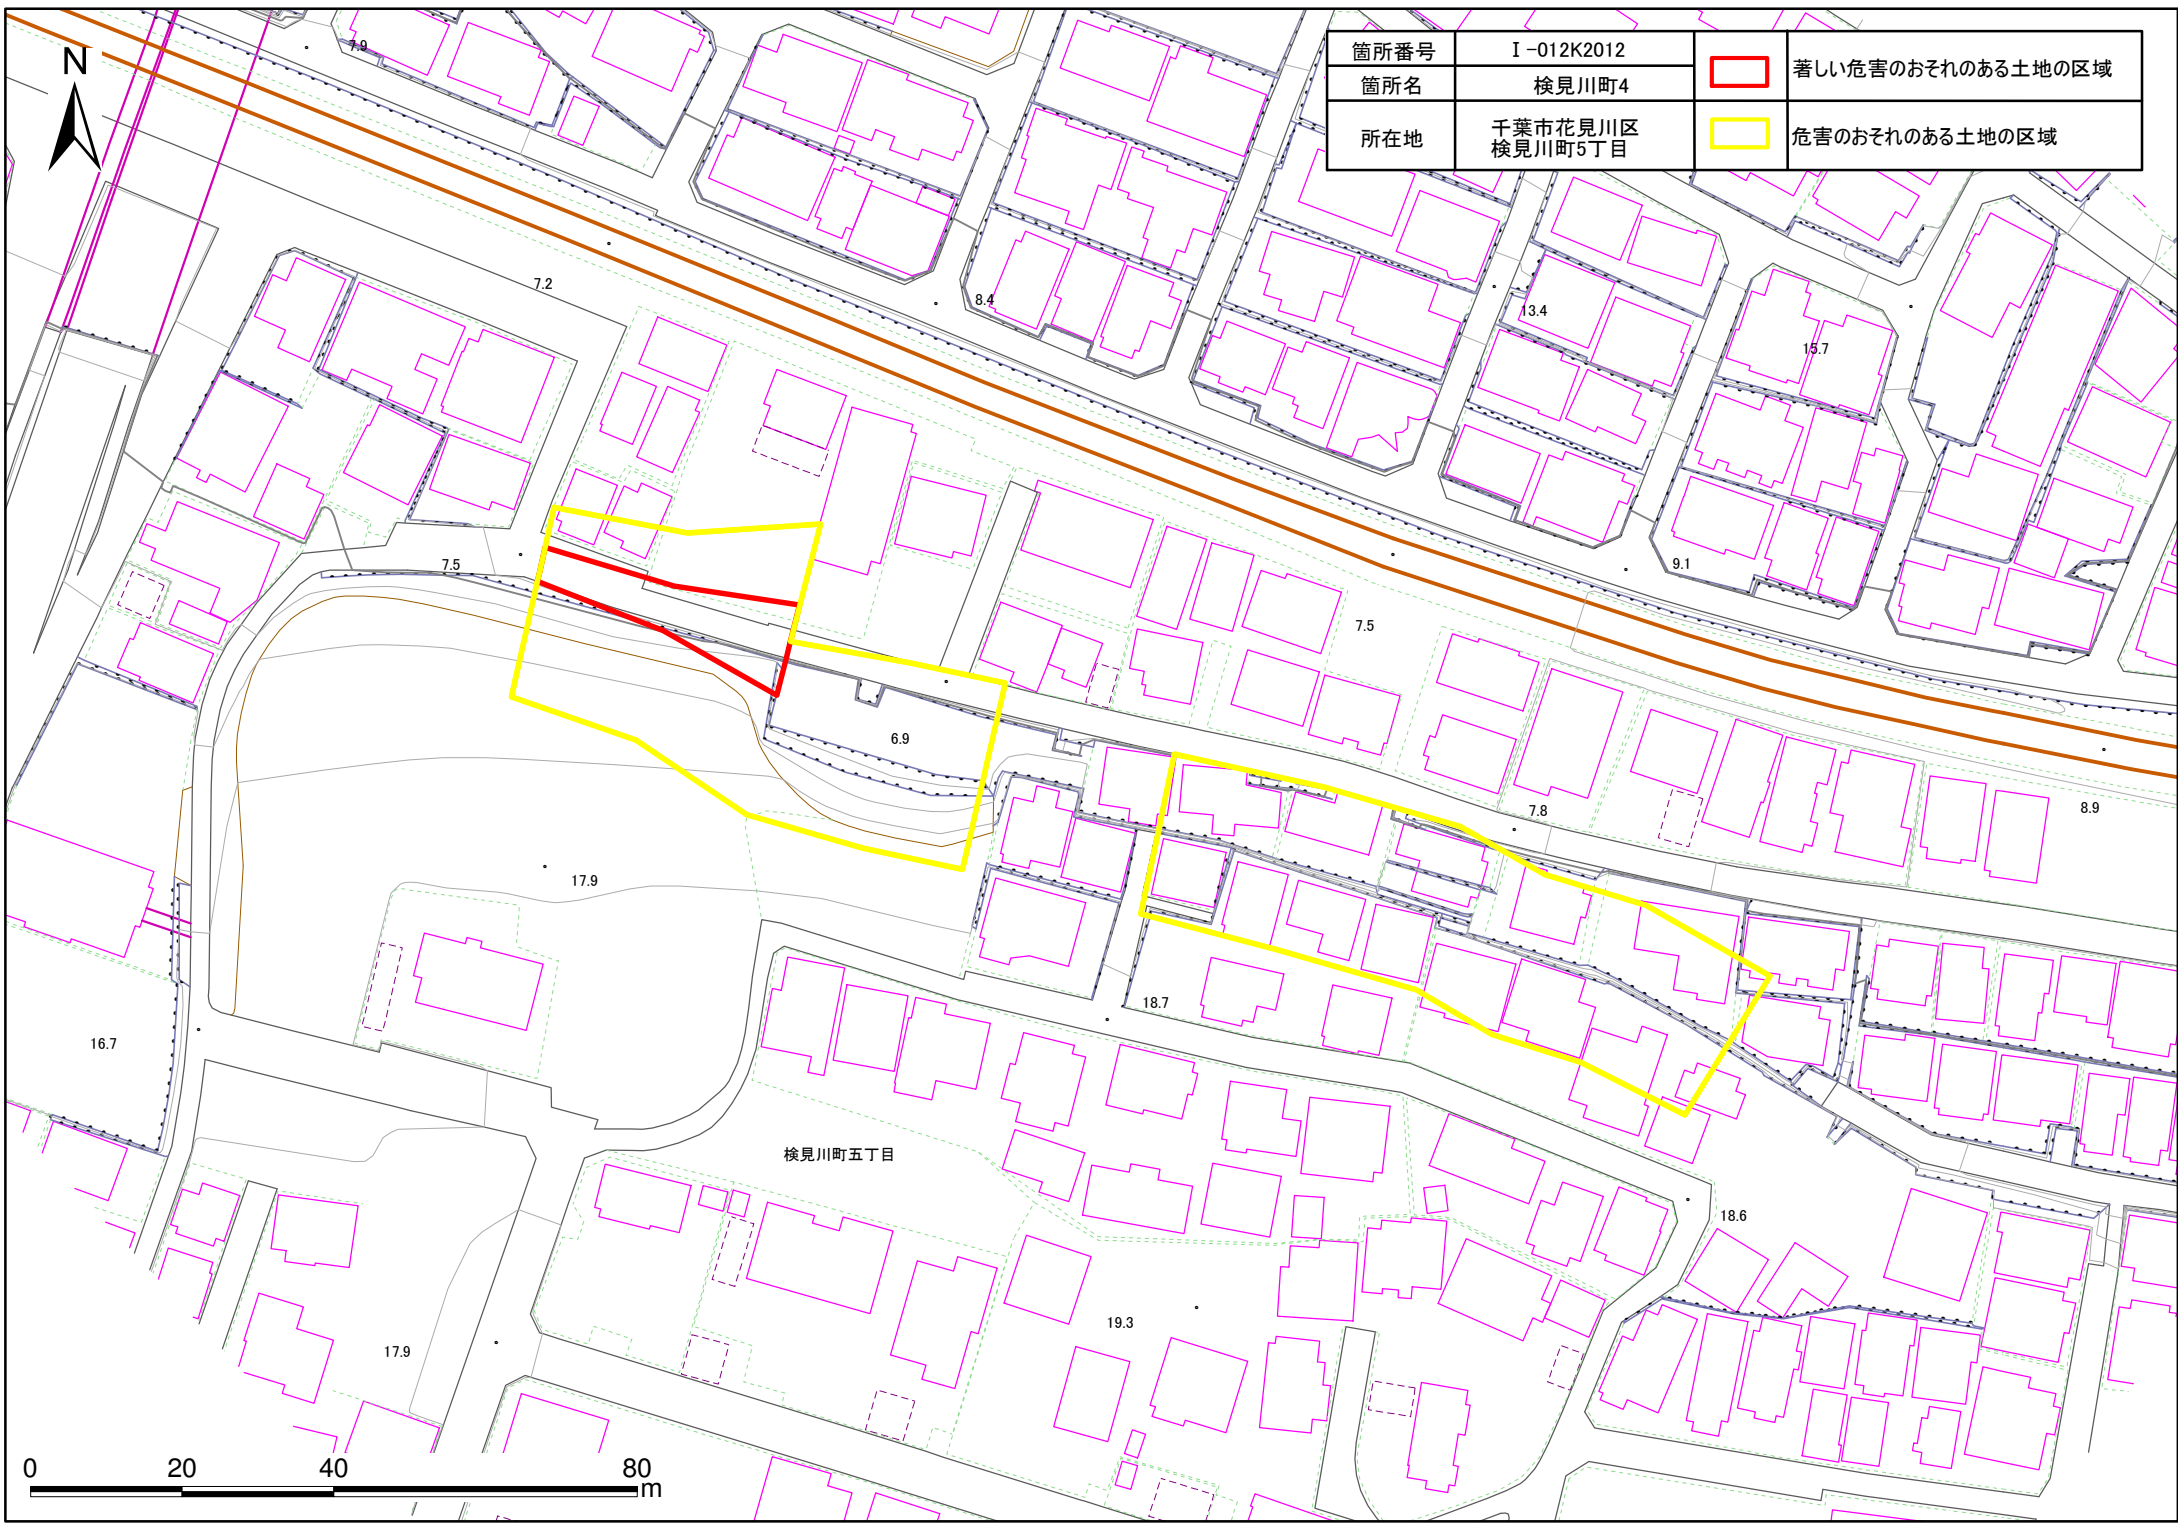 箇所番号 Ⅰ-012K2012
箇所名 検見川町4
所在地 千葉市花見川区
検見川町5丁目
著しい危害のおそれのある土地の区域
危害のおそれのある土地の区域
N
7.9
7.2
8.4
13.4
15.7
7.5
9.1
7.5
6.9
7.8
8.9
17.9
18.7
16.7
検見川町五丁目
18.6
19.3
17.9
0 20 40 80
m